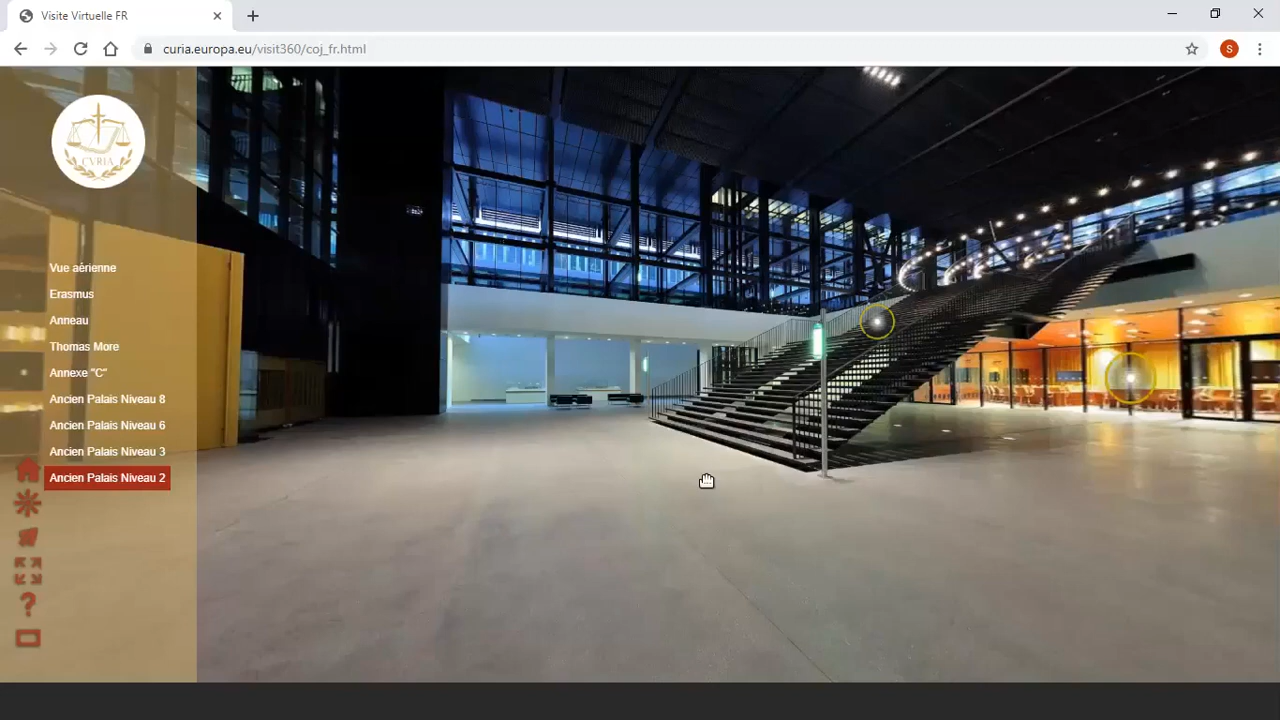 Visite Virtuelle FR
curia.europa.eu/visit360/coj_fr.html
S
CVRIA
Vue aérienne
Erasmus
Anneau
Thomas More
Annexe "C"
Ancien Palais Niveau 8
Ancien Palais Niveau 6
Ancien Palais Niveau 3
Ancien Palais Niveau 2
?